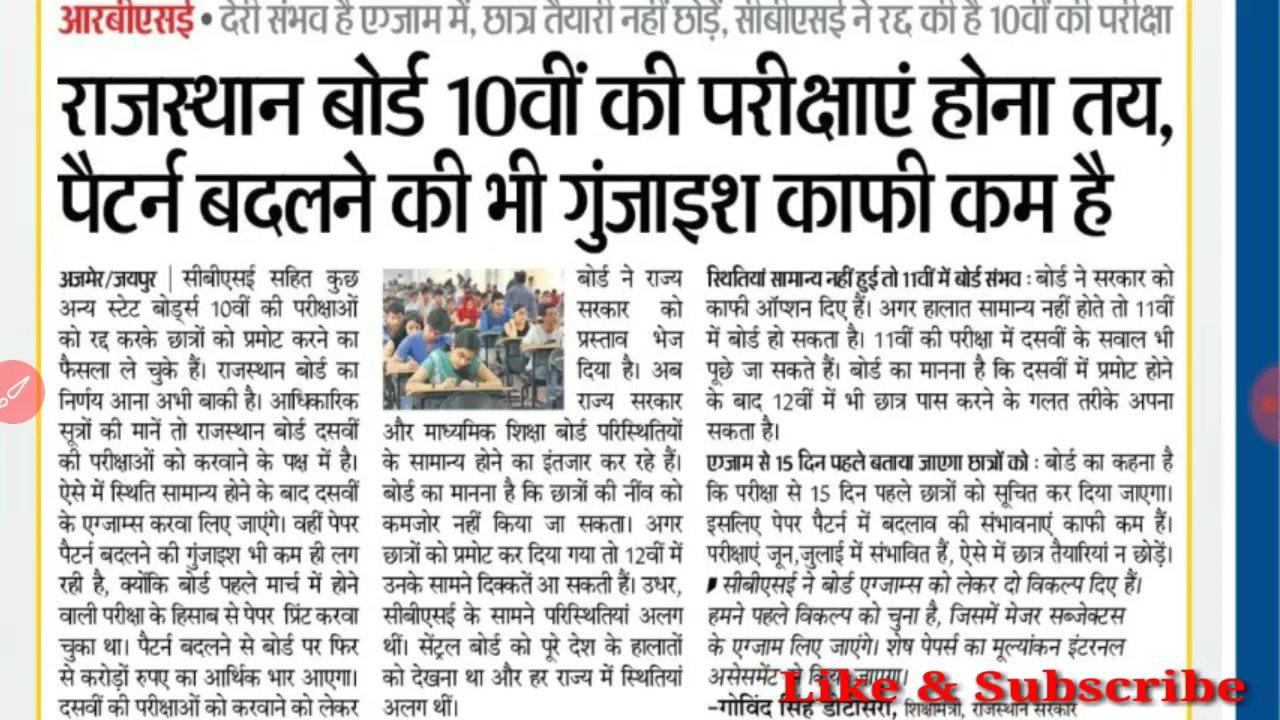 आरबीएसई • देरी संभव है एग्जाम में, छात्र तैयारी नहीं छोड़ें, सीबीएसई ने रद्द की है 10वीं की परीक्षा
राजस्थान बोर्ड 10वीं की परीक्षाएं होना तय,
पैटर्न बदलने की भी गुंजाइश काफी कम है
अजमेर/जयपुर | सीबीएसई सहित कुछ
अन्य स्टेट बोर्ड्स 10वीं की परीक्षाओं
को रद्द करके छात्रों को प्रमोट करने का
फैसला ले चुके हैं। राजस्थान बोर्ड का
निर्णय आना अभी बाकी है। आधिकारिक
सूत्रों की मानें तो राजस्थान बोर्ड दसवीं
की परीक्षाओं को करवाने के पक्ष में है।
ऐसे में स्थिति सामान्य होने के बाद दसवीं
के एग्जाम्स करवा लिए जाएंगे। वहीं पेपर
पैटर्न बदलने की गुंजाइश भी कम ही लग
रही है, क्योंकि बोर्ड पहले मार्च में होने
वाली परीक्षा के हिसाब से पेपर प्रिंट करवा
चुका था। पैटर्न बदलने से बोर्ड पर फिर
से करोड़ों रुपए का आर्थिक भार आएगा।
दसवीं की परीक्षाओं को करवाने को लेकर
बोर्ड ने राज्य
सरकार को
प्रस्ताव भेज
दिया है। अब
राज्य सरकार
और माध्यमिक शिक्षा बोर्ड परिस्थितियों
के सामान्य होने का इंतजार कर रहे हैं।
बोर्ड का मानना है कि छात्रों की नींव को
कमजोर नहीं किया जा सकता। अगर
छात्रों को प्रमोट कर दिया गया तो 12वीं में
उनके सामने दिक्कतें आ सकती हैं। उधर,
सीबीएसई के सामने परिस्थितियां अलग
थीं। सेंट्रल बोर्ड को पूरे देश के हालातों
को देखना था और हर राज्य में स्थितियां
अलग थीं।
स्थितियां सामान्य नहीं हुई तो 11वीं में बोर्ड संभव : बोर्ड ने सरकार को
काफी ऑप्शन दिए हैं। अगर हालात सामान्य नहीं होते तो 11वीं
में बोर्ड हो सकता है। 11वीं की परीक्षा में दसवीं के सवाल भी
पूछे जा सकते हैं। बोर्ड का मानना है कि दसवीं में प्रमोट होने
के बाद 12वीं में भी छात्र पास करने के गलत तरीके अपना
सकता है।
एग्जाम से 15 दिन पहले बताया जाएगा छात्रों को : बोर्ड का कहना है
कि परीक्षा से 15 दिन पहले छात्रों को सूचित कर दिया जाएगा।
इसलिए पेपर पैटर्न में बदलाव की संभावनाएं काफी कम हैं।
परीक्षाएं जून,जुलाई में संभावित हैं, ऐसे में छात्र तैयारियां न छोड़ें।
सीबीएसई ने बोर्ड एग्जाम्स को लेकर दो विकल्प दिए हैं।
हमने पहले विकल्प को चुना है, जिसमें मेजर सब्जेक्टस
के एग्जाम लिए जाएंगे। शेष पेपर्स का मूल्यांकन इंटरनल
असेसमेंट से किया जाएगा।
-गोविंद सिंह डोटासरा, शिक्षामंत्री, राजस्थान सरकार
Like & Subscribe